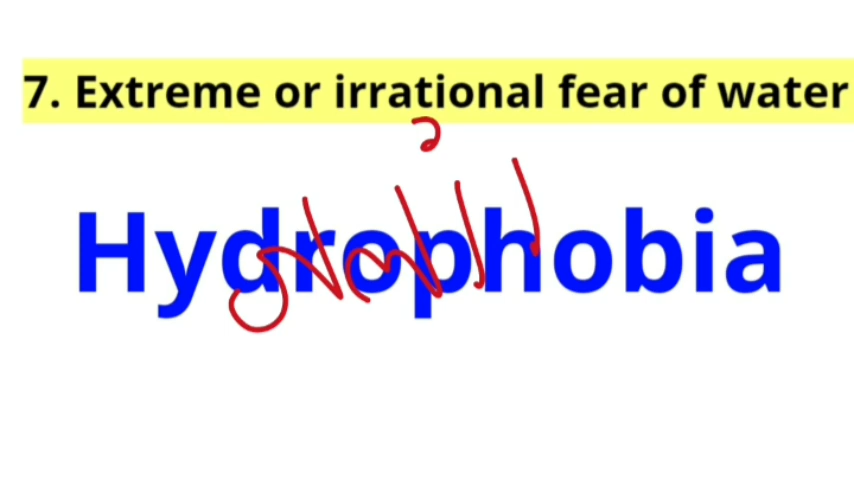 7. Extreme or irrational fear of water
Hydrophobia